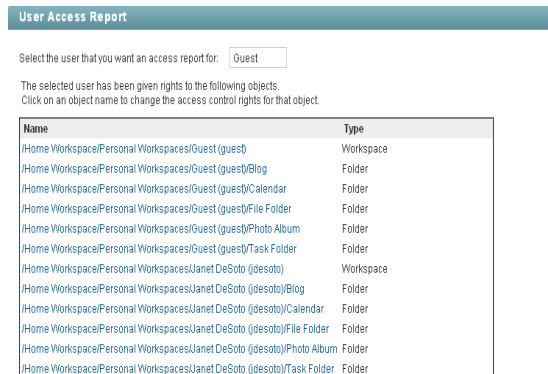 User Access Report
Select the user that you want an access report for: Guest
The selected user has been given rights to the following objects.
Click on an object name to change the access control rights for that object.
Name Type
/Home Workspace/Personal Workspaces/Guest (guest) Workspace
/Home Workspace/Personal Workspaces/Guest (guest)/Blog Folder
/Home Workspace/Personal Workspaces/Guest (guest)/Calendar Folder
/Home Workspace/Personal Workspaces/Guest (guest)/File Folder Folder
/Home Workspace/Personal Workspaces/Guest (guest)/Photo Album Folder
/Home Workspace/Personal Workspaces/Guest (guest)/Task Folder Folder
/Home Workspace/Personal Workspaces/Janet DeSoto (jdesoto) Workspace
/Home Workspace/Personal Workspaces/Janet DeSoto (jdesoto)/Blog Folder
/Home Workspace/Personal Workspaces/Janet DeSoto (jdesoto)/Calendar Folder
/Home Workspace/Personal Workspaces/Janet DeSoto (jdesoto)/File Folder Folder
/Home Workspace/Personal Workspaces/Janet DeSoto (jdesoto)/Photo Album Folder
/Home Workspace/Personal Workspaces/Janet DeSoto (jdesoto)/Task Folder Folder